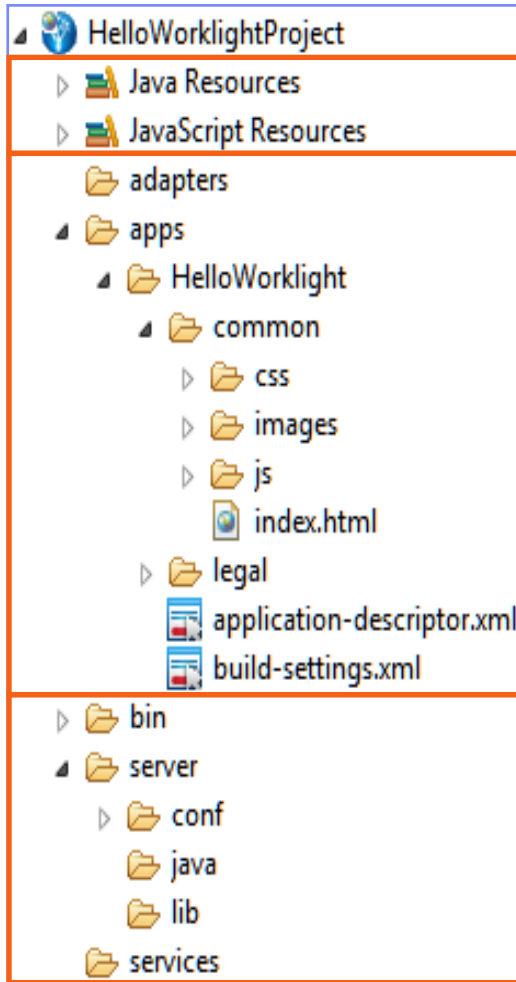 HelloWorklightProject
Java Resources
JavaScript Resources
adapters
apps
HelloWorklight
common
css
images
js
index.html
legal
application-descriptor.xml
build-settings.xml
bin
server
conf
java
lib
services